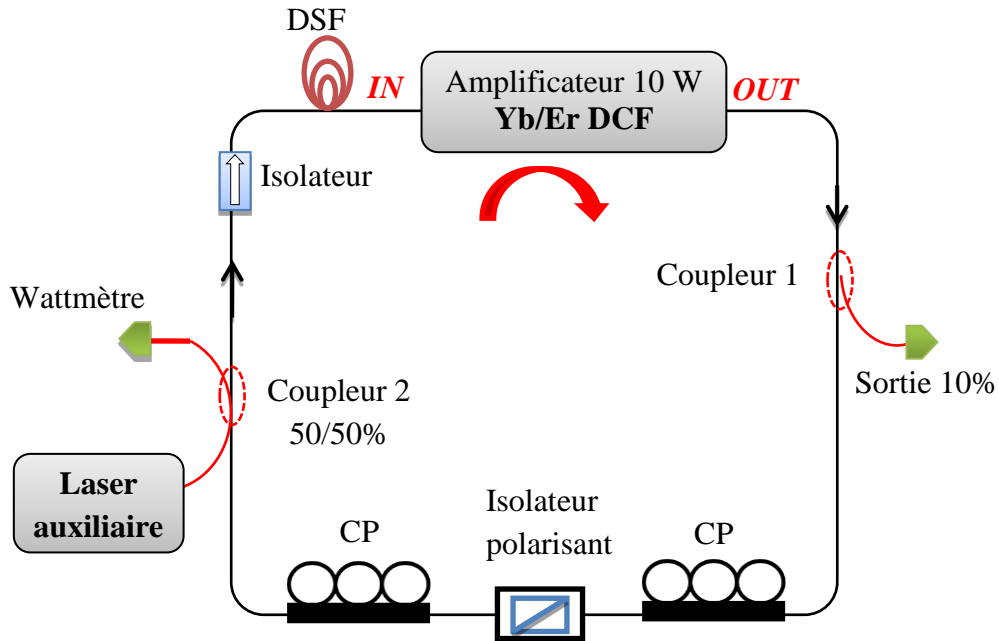 DSF
IN
Amplificateur 10 W
Yb/Er DCF
OUT
Isolateur
Coupleur 1
Wattmètre
Sortie 10%
Coupleur 2
50/50%
Laser
auxiliaire
CP
Isolateur
polarisant
CP